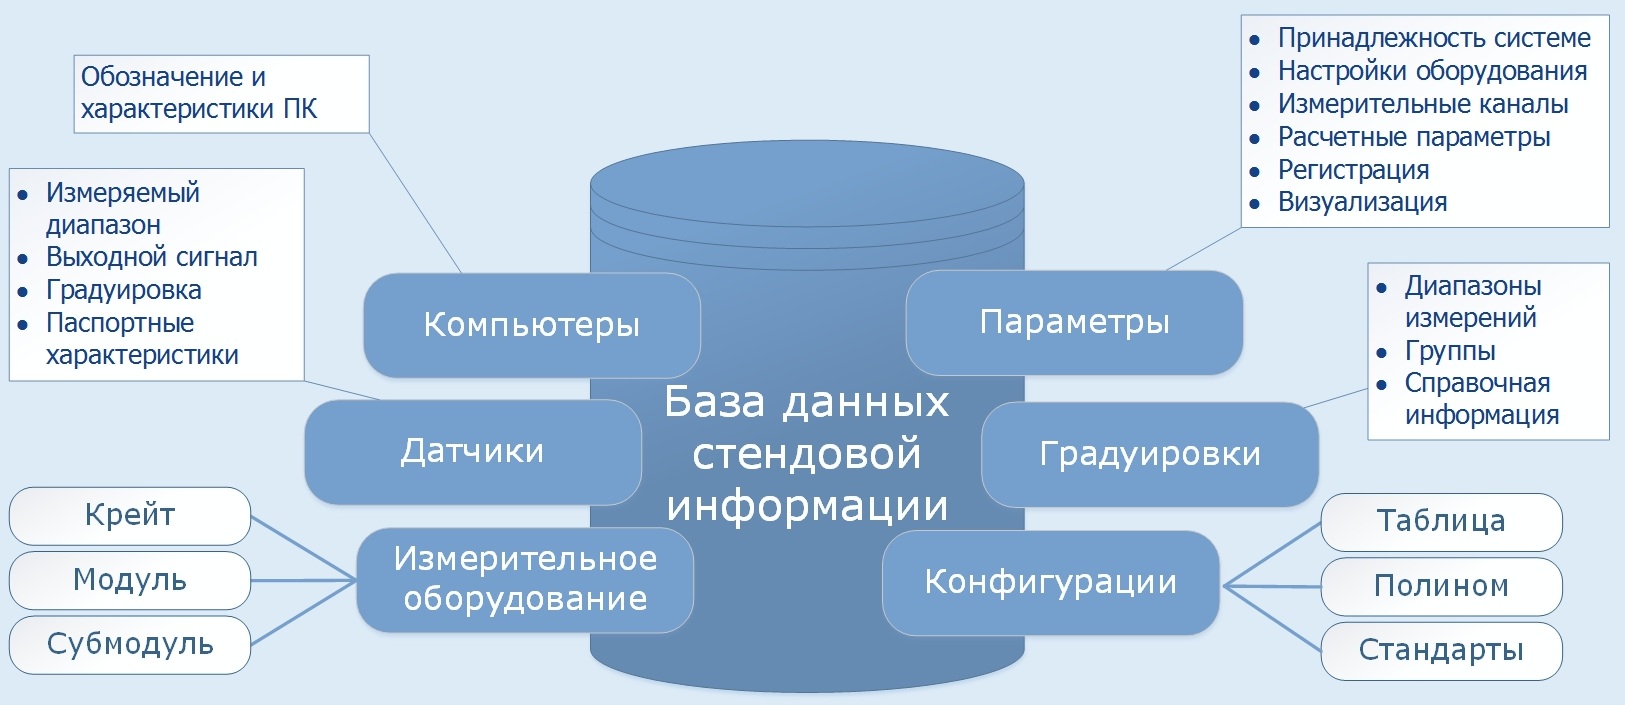 Обозначение и
характеристики ПК
• Измеряемый
диапазон
• Выходной сигнал
• Градуировка
• Паспортные
характеристики
Компьютеры
Датчики
Измерительное
оборудование
Крейт
Модуль
Субмодуль
База данных
стендовой
информации
• Принадлежность системе
• Настройки оборудования
• Измерительные каналы
• Расчетные параметры
• Регистрация
• Визуализация
Параметры
• Диапазоны
измерений
• Группы
• Справочная
информация
Градуировки
Конфигурации
Таблица
Полином
Стандарты